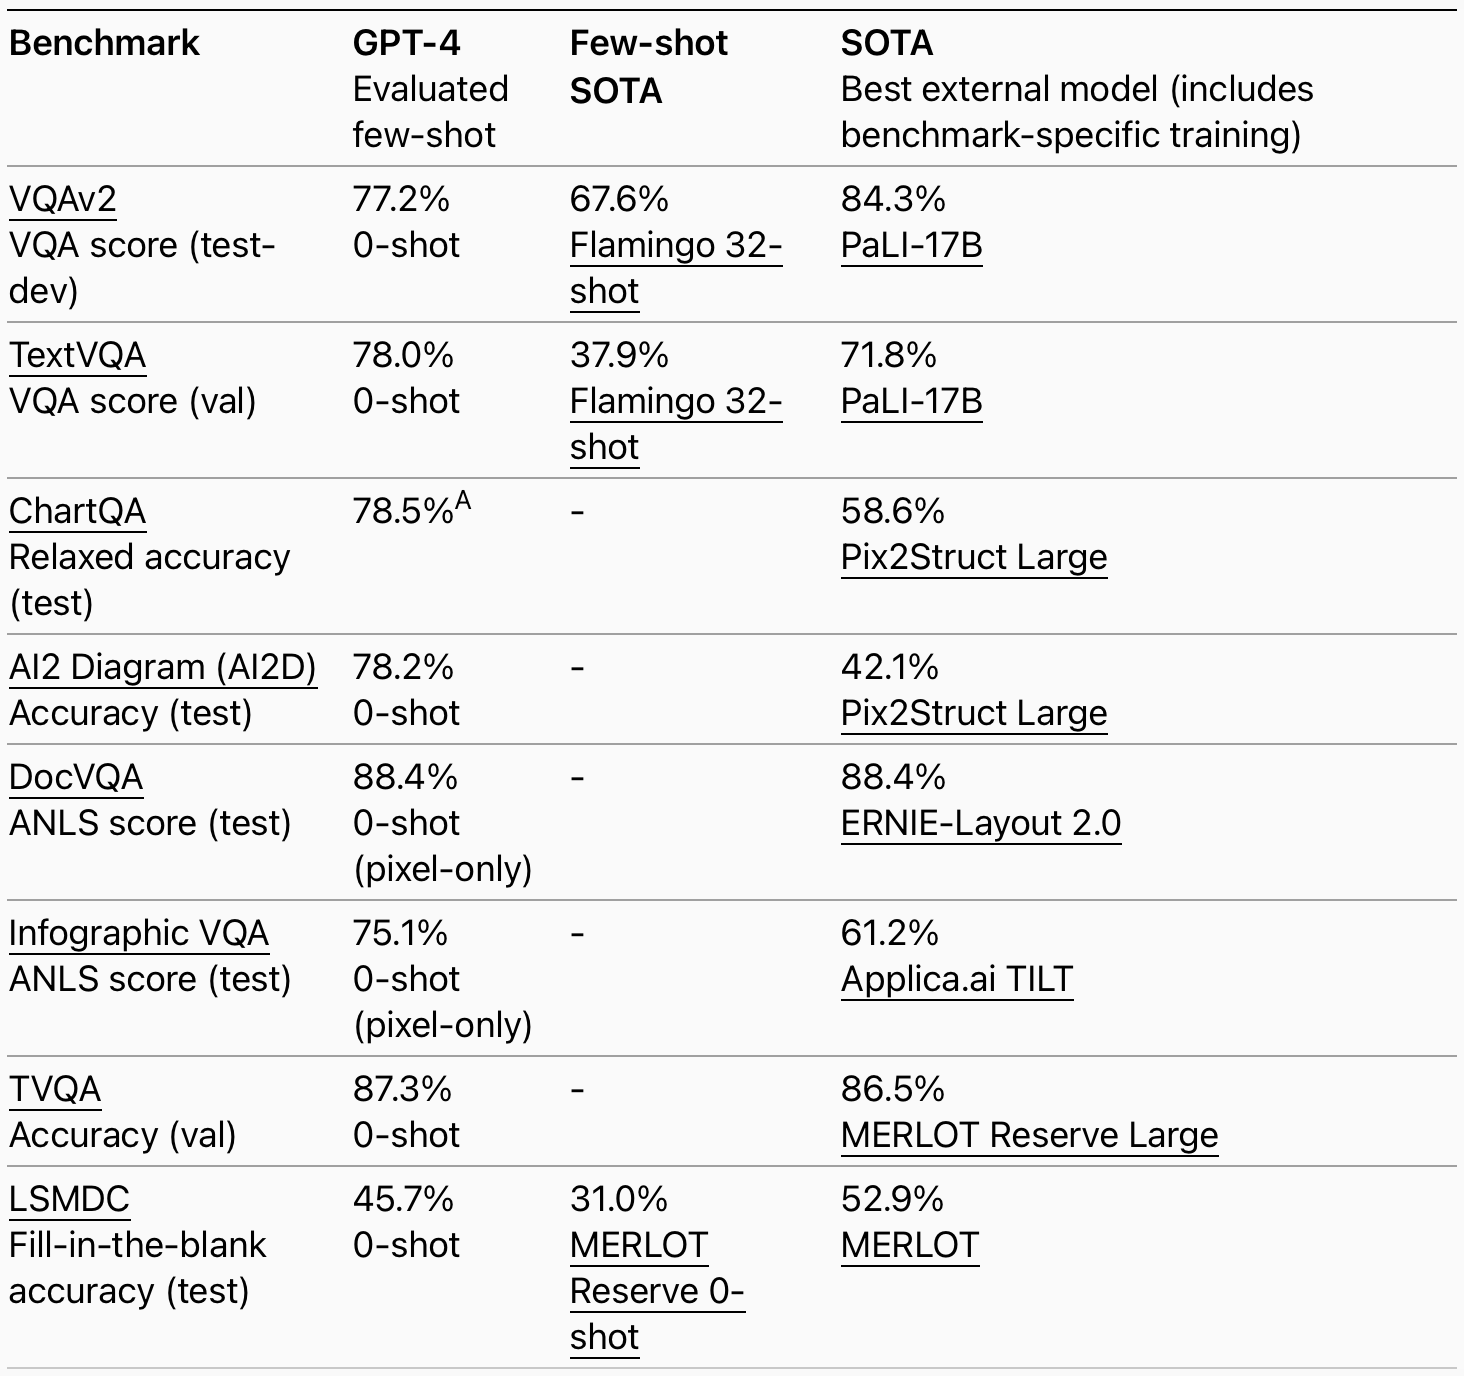 Benchmark GPT-4 Few-shot SOTA
Evaluated SOTA Best external model (includes
few-shot benchmark-specific training)
VQAv2 77.2% 67.6% 84.3%
VQA score (test- 0-shot Flamingo 32- PaLI-17B
dev) shot
TextVQA 78.0% 37.9% 71.8%
VQA score (val) 0-shot Flamingo 32- PaLI-17B
shot
ChartQA 78.5%A - 58.6%
Relaxed accuracy Pix2Struct Large
(test)
AI2 Diagram (AI2D) 78.2% - 42.1%
Accuracy (test) 0-shot Pix2Struct Large
DocVQA 88.4% - 88.4%
ANLS score (test) 0-shot ERNIE-Layout 2.0
(pixel-only)
Infographic VQA 75.1% - 61.2%
ANLS score (test) 0-shot Applica.ai TILT
(pixel-only)
TVQA 87.3% - 86.5%
Accuracy (val) 0-shot MERLOT Reserve Large
LSMDC 45.7% 31.0% 52.9%
Fill-in-the-blank 0-shot MERLOT MERLOT
accuracy (test) Reserve 0-
shot